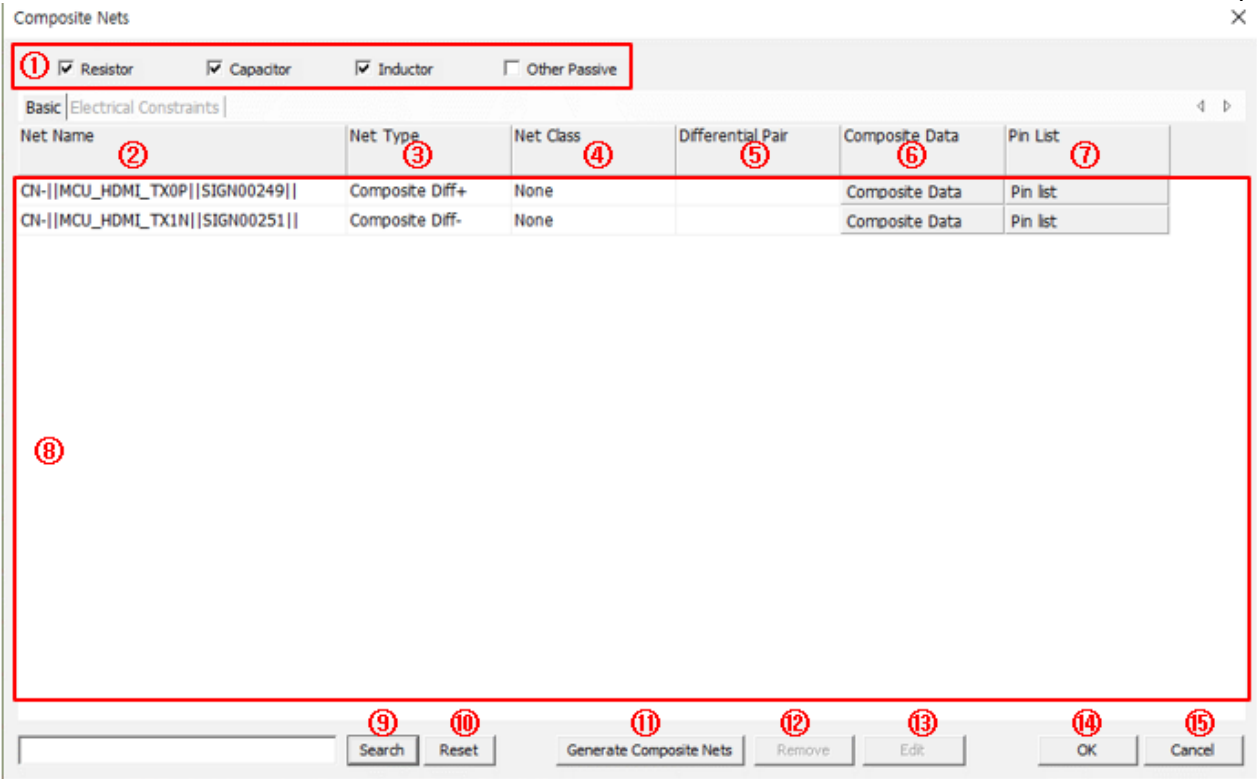 Composite Nets
① Resistor Capacitor Inductor Other Passive
Basic Electrical Constraints
Net Name Net Type Net Class Differential Pair Composite Data Pin List
② ③ ④ ⑤ ⑥ ⑦
CN-||MCU_HDMI_TX0P||SIGN00249|| Composite Diff+ None Composite Data Pin list
CN-||MCU_HDMI_TX1N||SIGN00251|| Composite Diff- None Composite Data Pin list
⑧
⑨ ⑩ ⑪ ⑫ ⑬ ⑭ ⑮
Search Reset Generate Composite Nets Remove Edit OK Cancel